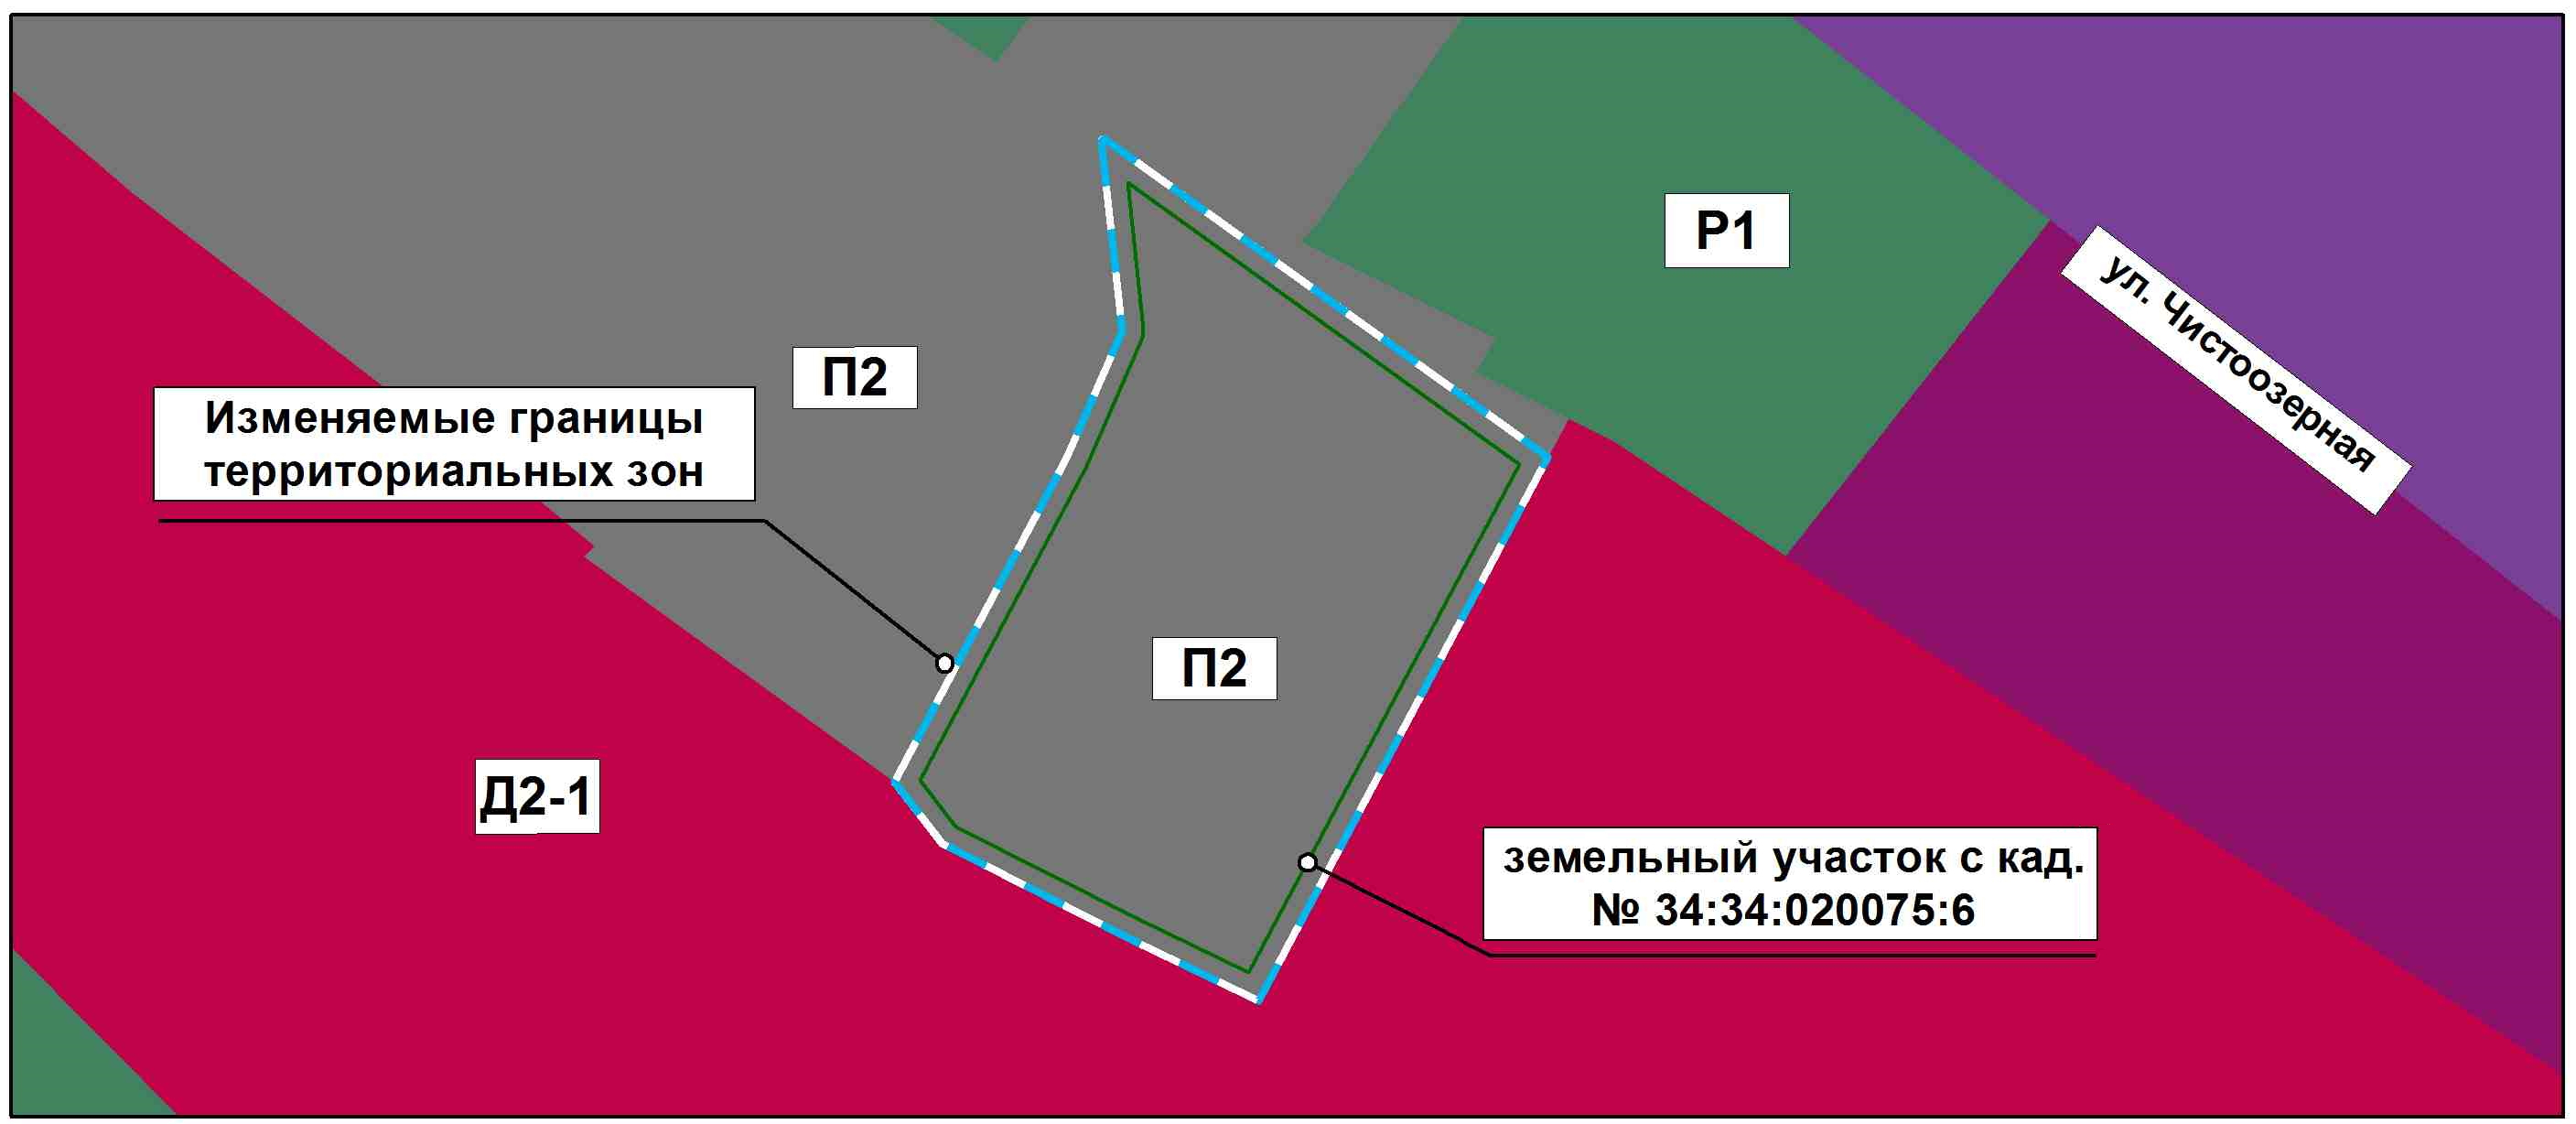 Р1
ул. Чистоозерная
П2
Изменяемые границы
территориальных зон
П2
Д2-1
земельный участок с кад.
№ 34:34:020075:6